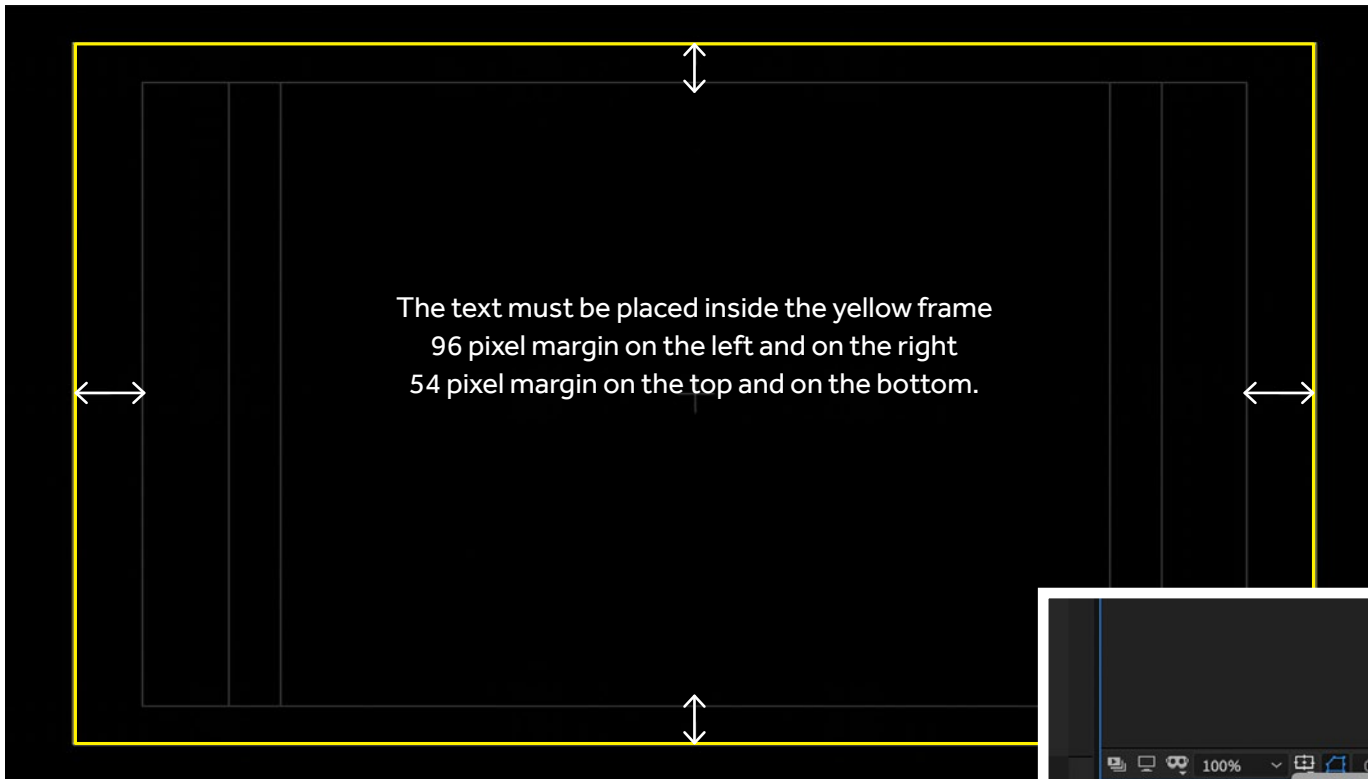 The text must be placed inside the yellow frame
96 pixel margin on the left and on the right
54 pixel margin on the top and on the bottom.
100%